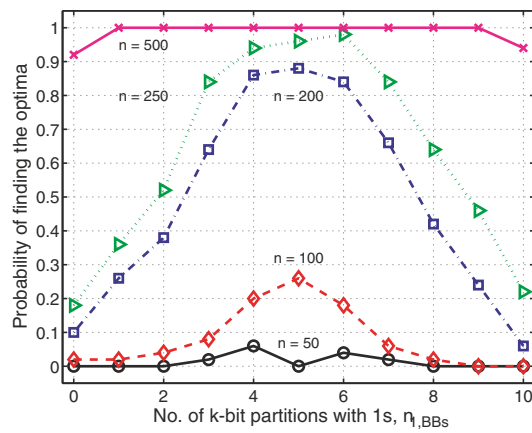 1
0.9
0.8
0.7
0.6
0.5
0.4
0.3
0.2
0.1
0
Probability of finding the optima
n = 500
n = 250
n = 200
n = 100
n = 50
0 2 4 6 8 10
No. of k-bit partitions with 1s, n1,BBs